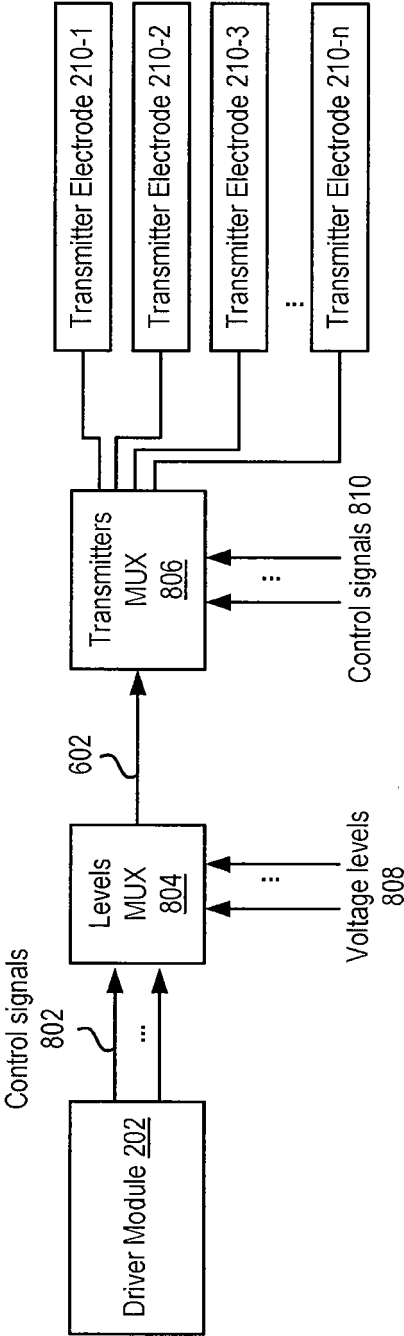 Driver Module 202
Control signals
802
...
Levels
MUX
804
...
Voltage levels
808
602
Transmitters
MUX
806
...
Control signals 810
Transmitter Electrode 210-1
Transmitter Electrode 210-2
Transmitter Electrode 210-3
...
Transmitter Electrode 210-n